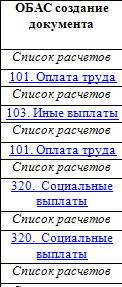 ОБАС создание
документа
Список расчетов
101. Оплата труда
Список расчетов
103. Иные выплаты
Список расчетов
101. Оплата труда
Список расчетов
320. Социальные
выплаты
Список расчетов
320. Социальные
выплаты
Список расчетов